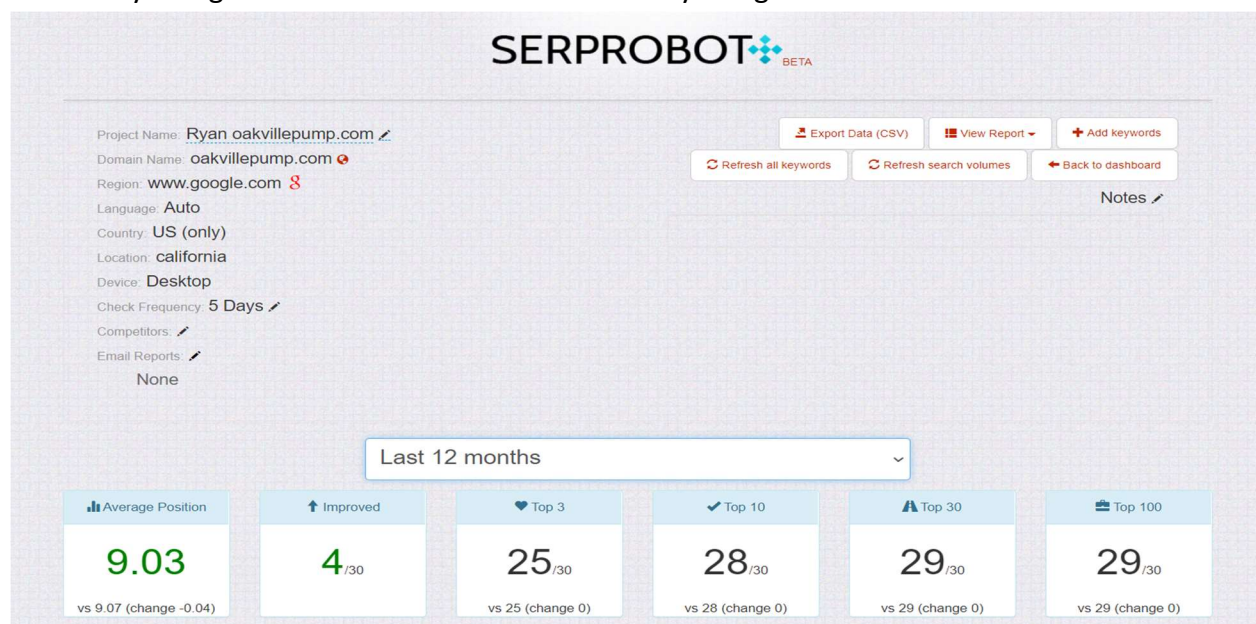 SERPROBOT BETA
Project Name: Ryan oakvillepump.com
Domain Name: oakvillepump.com
Region: www.google.com
Language: Auto
Country: US (only)
Location: california
Device: Desktop
Check Frequency: 5 Days
Competitors:
Email Reports:
None
Export Data (CSV) View Report Add keywords
Refresh all keywords Refresh search volumes Back to dashboard
Notes
Last 12 months
Average Position
9.03
vs 9.07 (change -0.04)
Improved
4/30
Top 3
25/30
vs 25 (change 0)
Top 10
28/30
vs 28 (change 0)
Top 30
29/30
vs 29 (change 0)
Top 100
29/30
vs 29 (change 0)